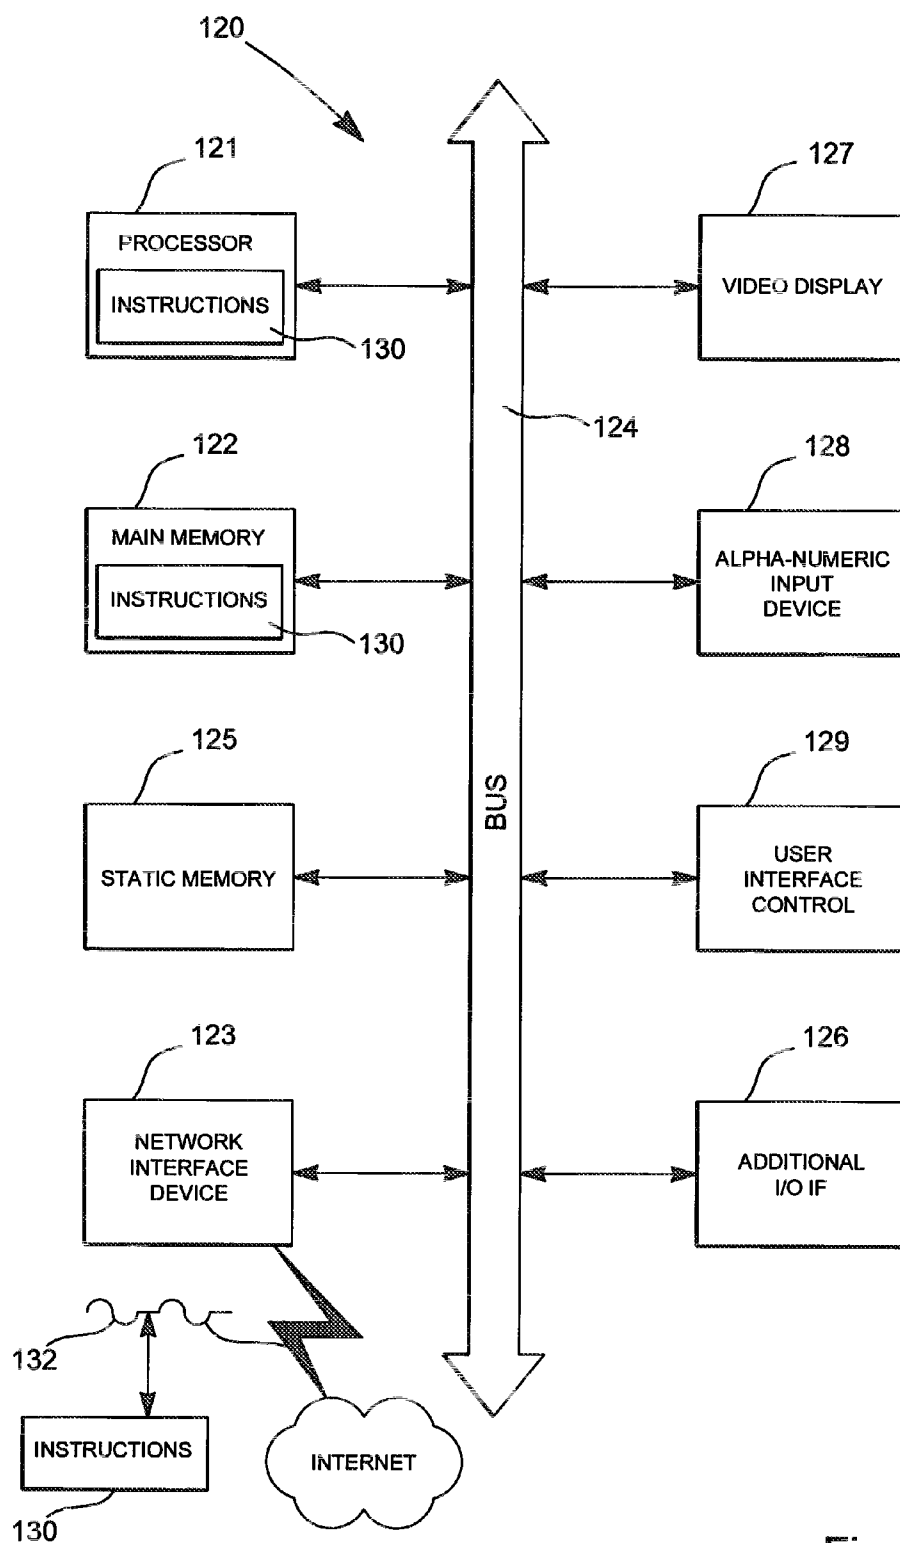 120
121
PROCESSOR
INSTRUCTIONS
130
127
VIDEO DISPLAY
124
122
MAIN MEMORY
INSTRUCTIONS
130
128
ALPHA-NUMERIC
INPUT
DEVICE
125
STATIC MEMORY
BUS
129
USER
INTERFACE
CONTROL
123
NETWORK
INTERFACE
DEVICE
126
ADDITIONAL
I/O IF
132
INSTRUCTIONS
130
INTERNET